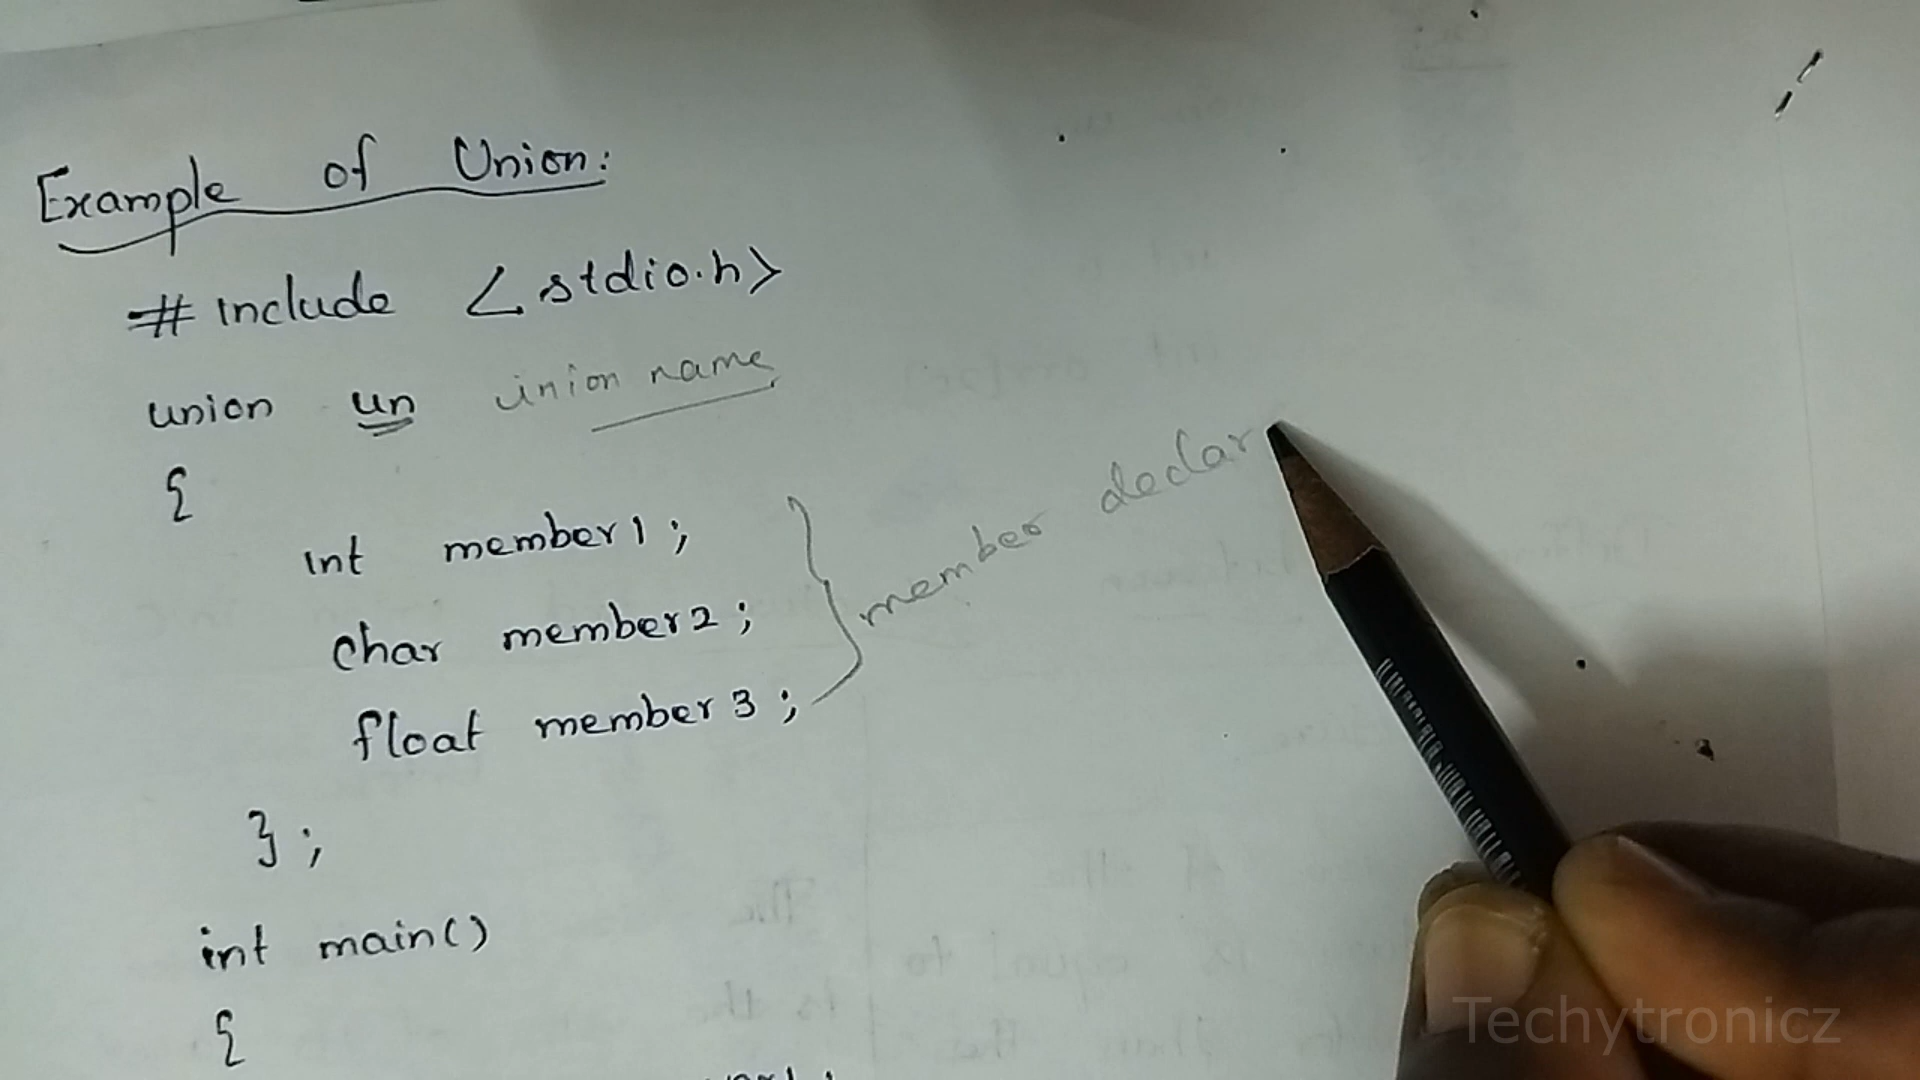 Example of Union:
# include <stdio.h>
union un union name
{
int member1;
char member2;
float member3;
member declar
};
int main()
{
Techytronicz